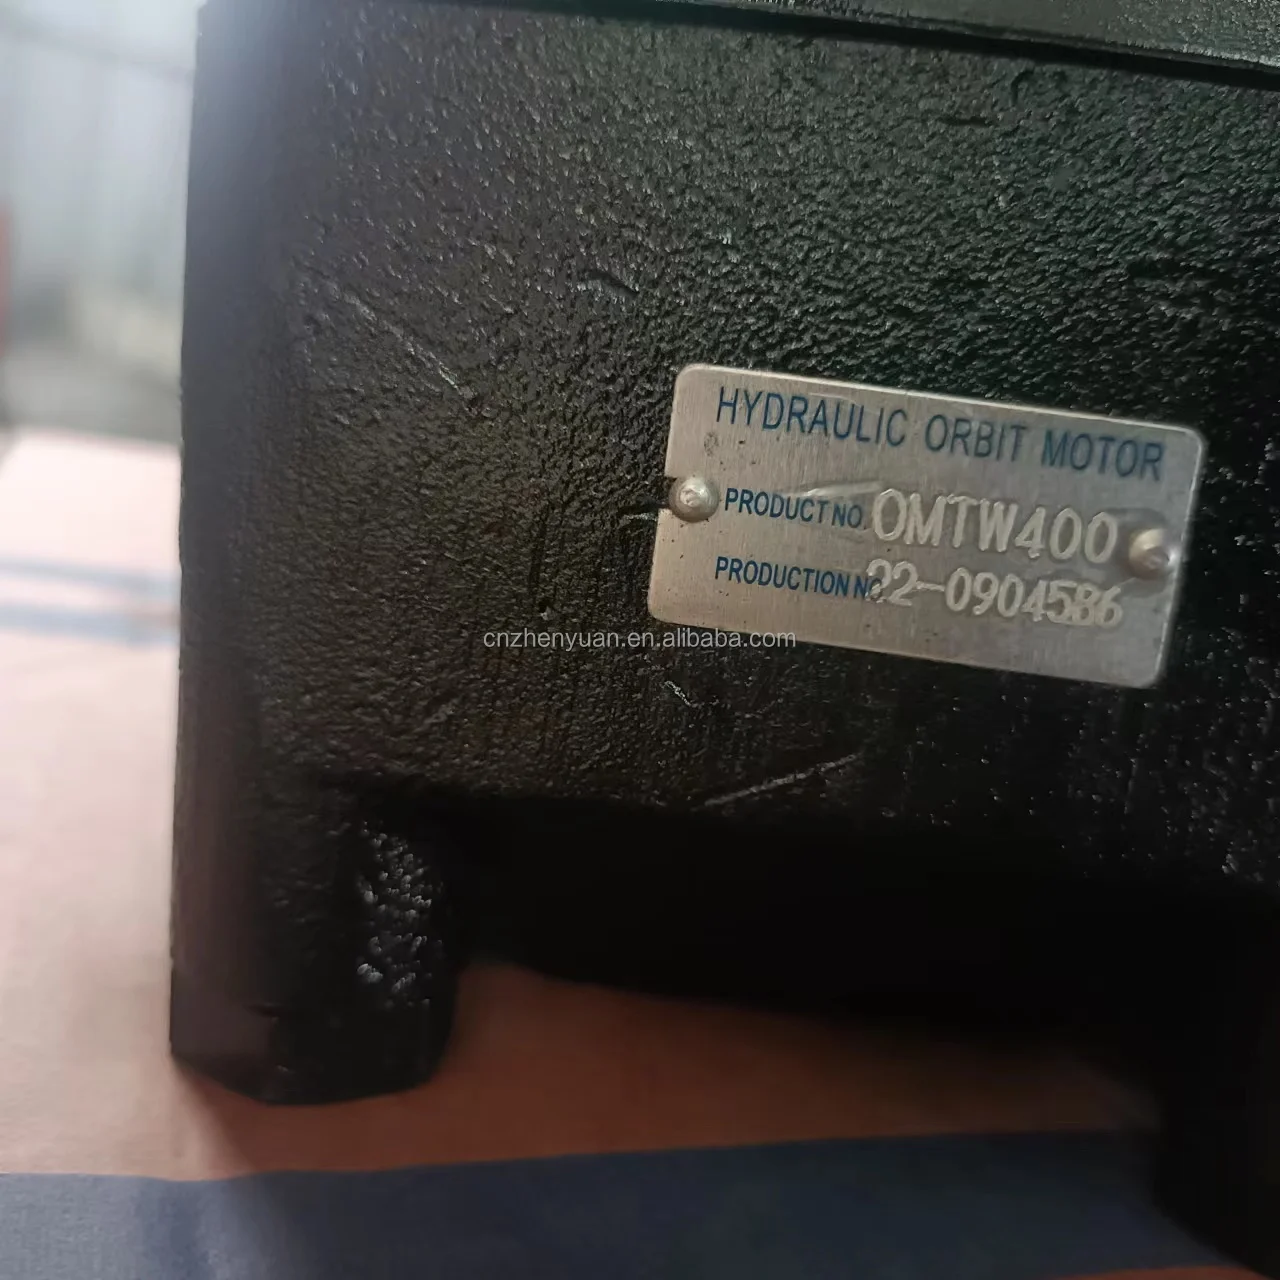 HYDRAULIC ORBIT MOTOR
PRODUCT NO. OMTW400
PRODUCTION NO. 22-0904586
cnzhenyuan.en.alibaba.com